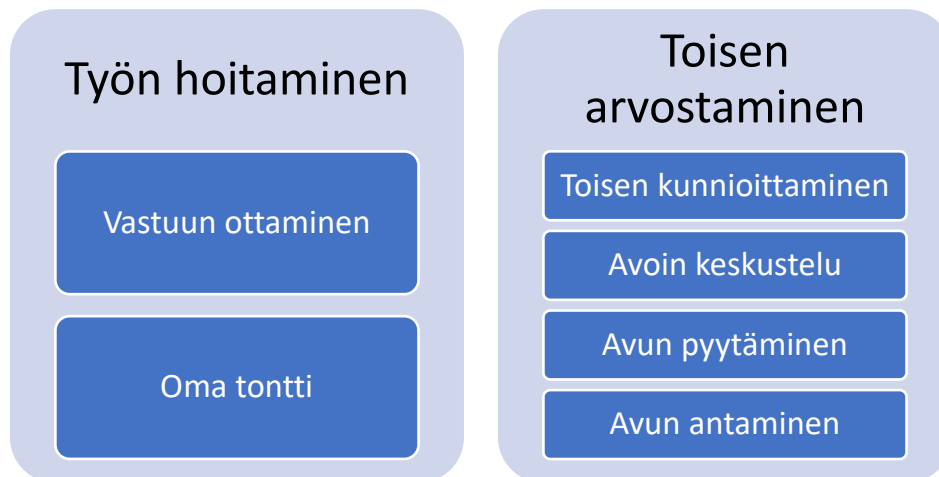 Työn hoitaminen
Vastuun ottaminen
Oma tontti
Toisen
arvostaminen
Toisen kunnioittaminen
Avoin keskustelu
Avun pyytäminen
Avun antaminen